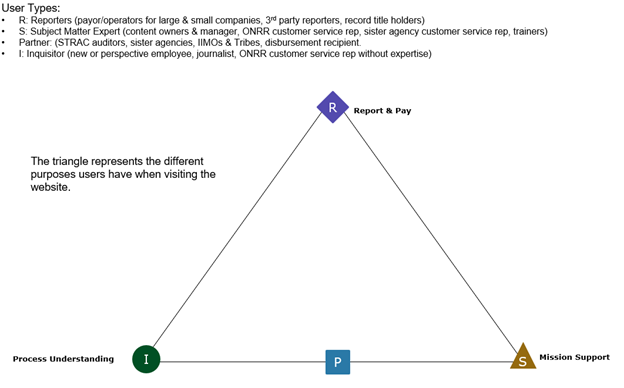 User Types:
• R: Reporters (payor/operators for large & small companies, 3rd party reporters, record title holders)
• S: Subject Matter Expert (content owners & manager, ONRR customer service rep, sister agency customer service rep, trainers)
• Partner: (STRAC auditors, sister agencies, IIMOs & Tribes, disbursement recipient.
• I: Inquisitor (new or perspective employee, journalist, ONRR customer service rep without expertise)
R Report & Pay
The triangle represents the different
purposes users have when visiting the
website.
Process Understanding I P S Mission Support